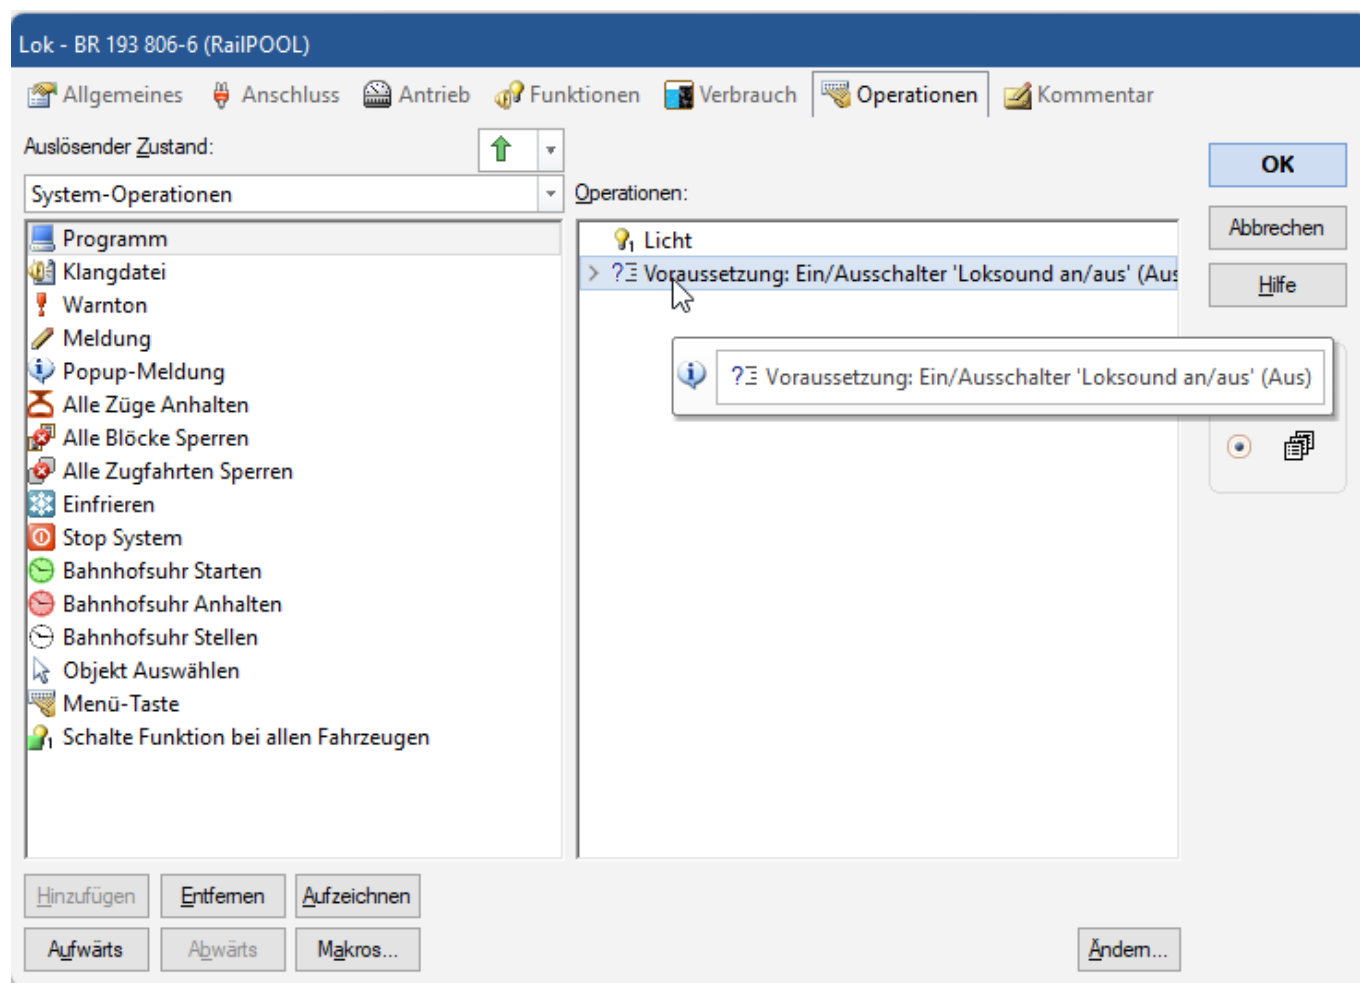 Lok - BR 193 806-6 (RailPOOL)
Allgemeines Anschluss Antrieb Funktionen Verbrauch Operationen Kommentar
Auslösender Zustand:
System-Operationen
Programm
Klangdatei
Warnton
Meldung
Popup-Meldung
Alle Züge Anhalten
Alle Blöcke Sperren
Alle Zugfahrten Sperren
Einfrieren
Stop System
Bahnhofsuhr Starten
Bahnhofsuhr Anhalten
Bahnhofsuhr Stellen
Objekt Auswählen
Menü-Taste
Schalte Funktion bei allen Fahrzeugen
Operationen:
Licht
Voraussetzung: Ein/Ausschalter 'Loksound an/aus' (Aus
Voraussetzung: Ein/Ausschalter 'Loksound an/aus' (Aus)
OK
Abbrechen
Hilfe
Hinzufügen Entfernen Aufzeichnen
Aufwärts Abwärts Makros... Ändern...